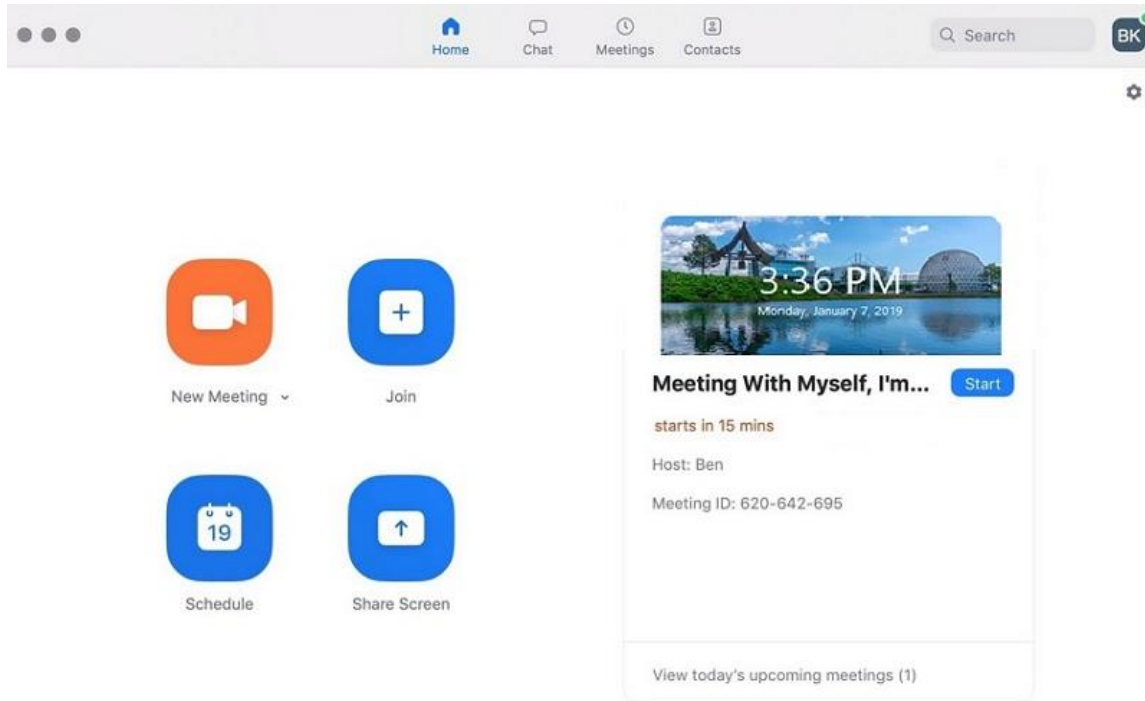 Home Chat Meetings Contacts
Search
BK
3:36 PM
Monday, January 7, 2019
Meeting With Myself, I'm...
Start
starts in 15 mins
Host: Ben
Meeting ID: 620-642-695
New Meeting
Join
19
Schedule
Share Screen
View today's upcoming meetings (1)